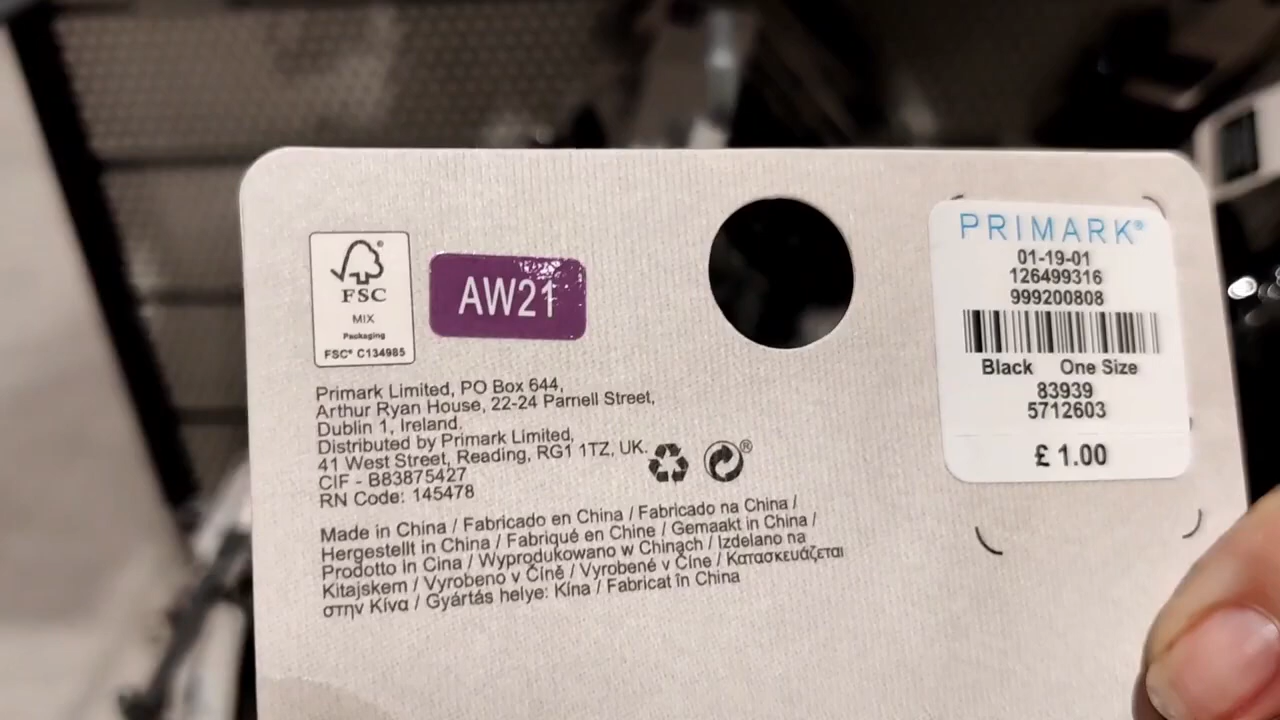 FSC®
MIX
Packaging
FSC® C134985
AW21
Primark Limited, PO Box 644,
Arthur Ryan House, 22-24 Parnell Street,
Dublin 1, Ireland.
Distributed by Primark Limited,
41 West Street, Reading, RG1 1TZ, UK.
CIF - B83875427
RN Code: 145478
Made in China / Fabricado en China / Fabricado na China /
Hergestellt in China / Fabriqué en Chine / Gemaakt in China /
Prodotto in Cina / Wyprodukowano w Chinach / Izdelano na
Kitajskem / Vyrobeno v Číně / Vyrobené v Číne / Κατασκευάζεται
στην Κίνα / Gyártás helye: Kína / Fabricat în China
PRIMARK®
01-19-01
126499316
999200808
Black One Size
83939
5712603
£ 1.00